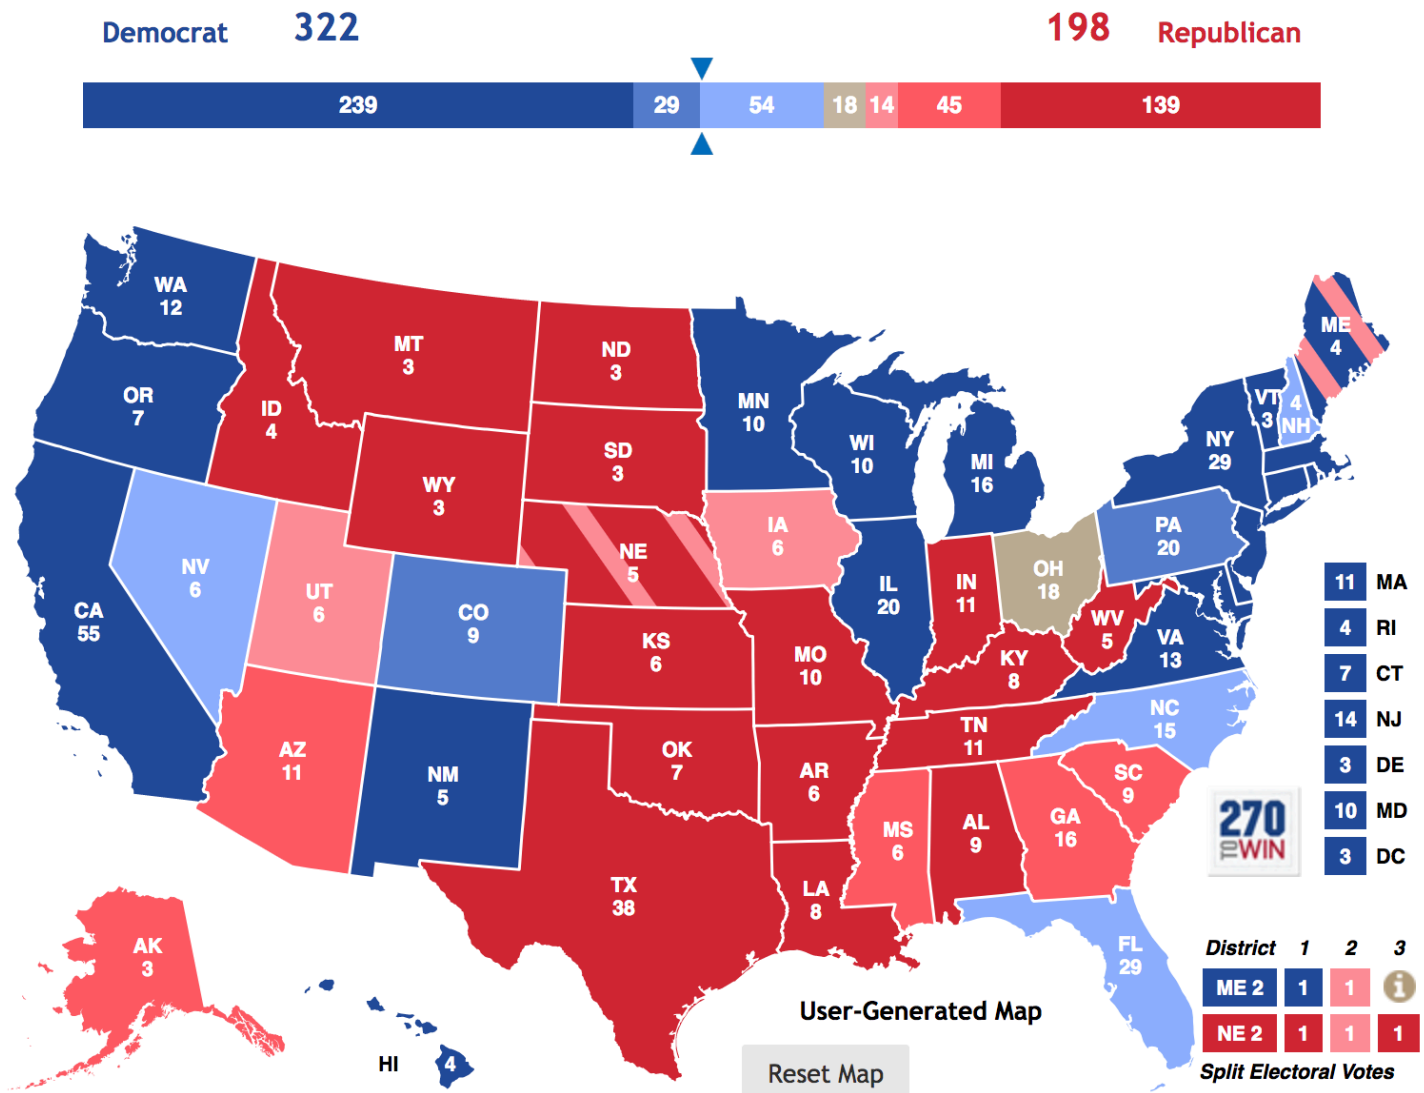 Democrat 322 198 Republican
239 29 54 18 14 45 139
WA
12
OR
7
CA
55
NV
6
ID
4
MT
3
WY
3
UT
6
AZ
11
CO
9
NM
5
ND
3
SD
3
NE
5
KS
6
OK
7
TX
38
MN
10
IA
6
MO
10
AR
6
LA
8
WI
10
IL
20
MI
16
IN
11
OH
18
KY
8
TN
11
MS
6
AL
9
GA
16
FL
29
SC
9
NC
15
VA
13
WV
5
PA
20
NY
29
VT
3
4
NH
ME
4
AK
3
HI 4
11 MA
4 RI
7 CT
14 NJ
3 DE
10 MD
3 DC
270
TO WIN
District 1 2 3
ME 2 1 1 i
NE 2 1 1 1
Split Electoral Votes
User-Generated Map
Reset Map